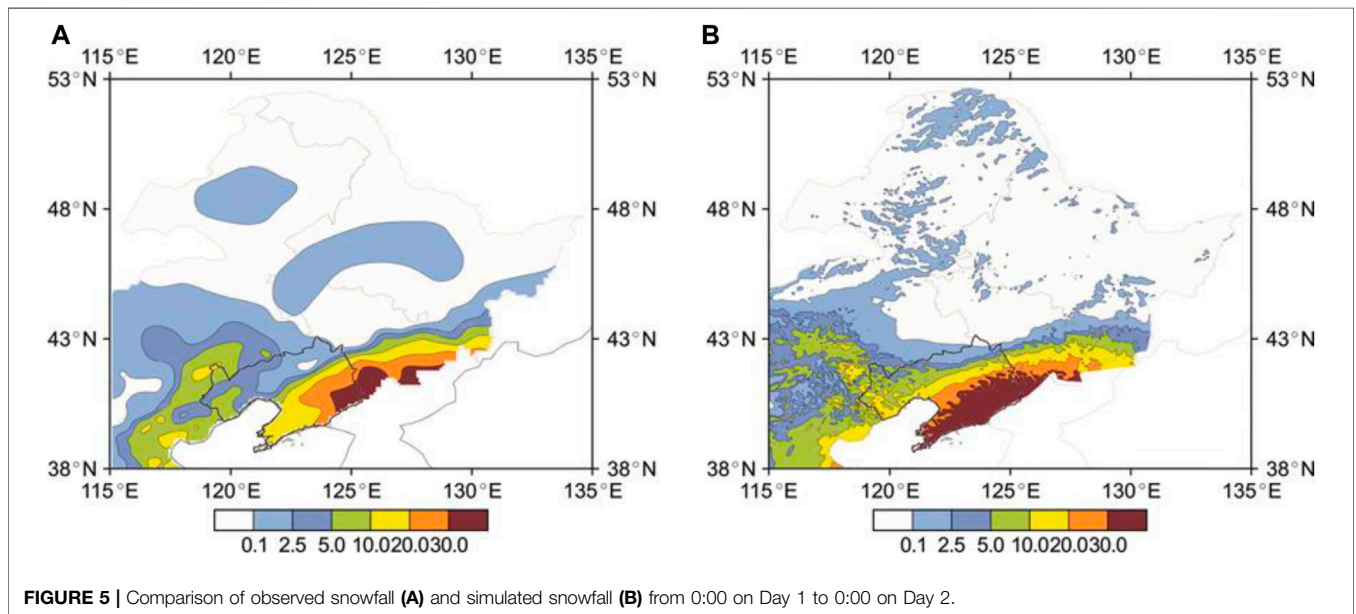 A
115°E 120°E 125°E 130°E 135°E
53°N 53°N
48°N 48°N
43°N 43°N
38°N 38°N
115°E 120°E 125°E 130°E 135°E
0.1 2.5 5.0 10.020.030.0
B
115°E 120°E 125°E 130°E 135°E
53°N 53°N
48°N 48°N
43°N 43°N
38°N 38°N
115°E 120°E 125°E 130°E 135°E
0.1 2.5 5.0 10.020.030.0
FIGURE 5 | Comparison of observed snowfall (A) and simulated snowfall (B) from 0:00 on Day 1 to 0:00 on Day 2.